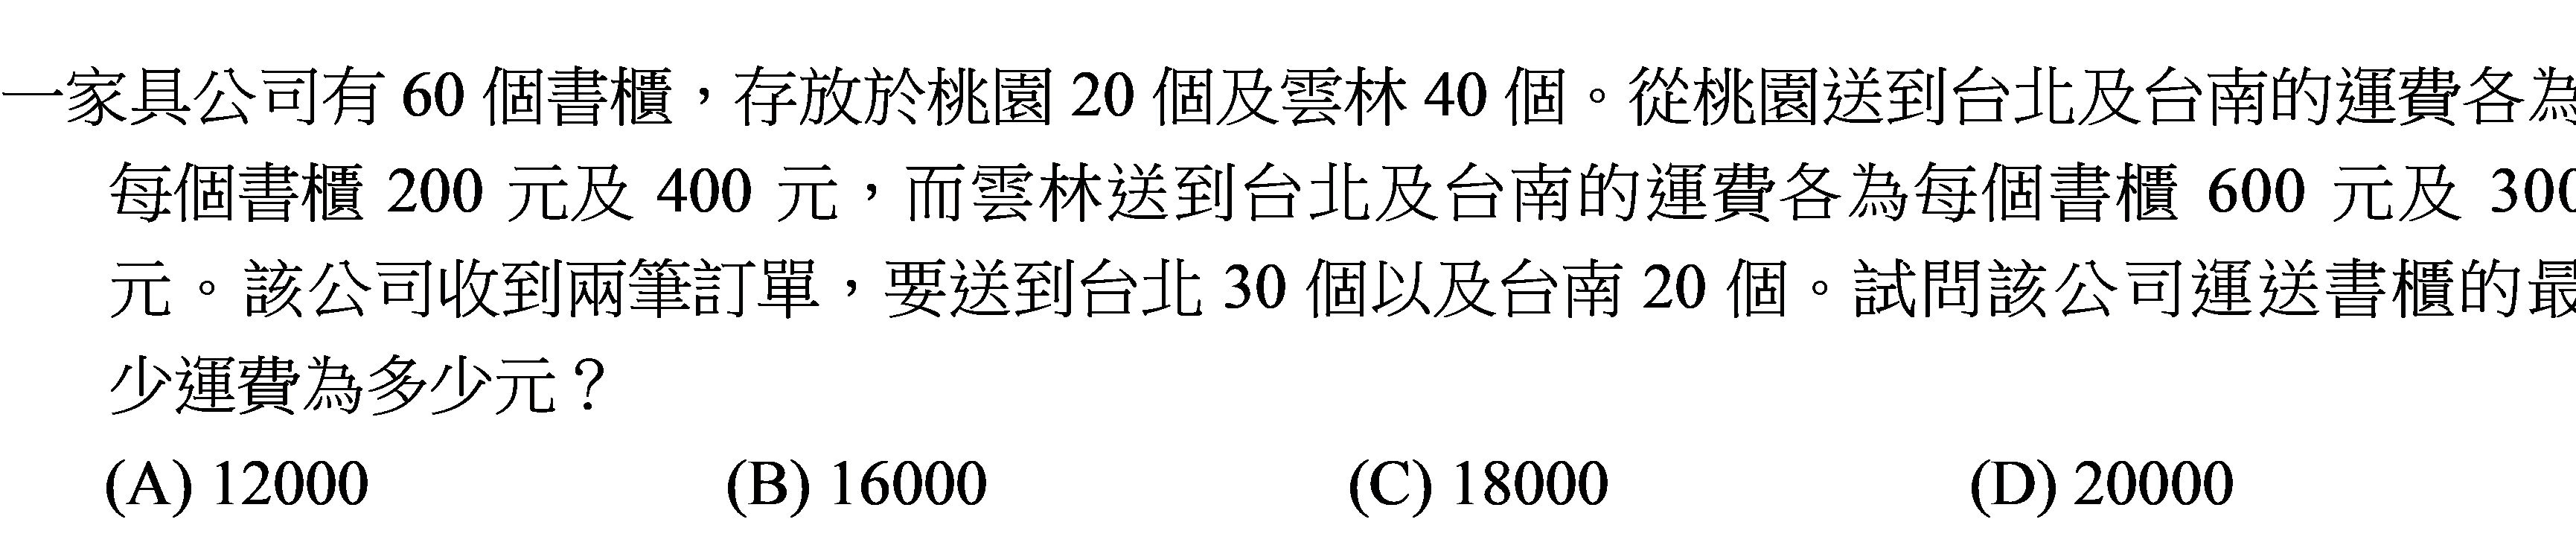 一家具公司有 60 個書櫃，存放於桃園 20 個及雲林 40 個。從桃園送到台北及台南的運費各為
每個書櫃 200 元及 400 元，而雲林送到台北及台南的運費各為每個書櫃 600 元及 300
元。該公司收到兩筆訂單，要送到台北 30 個以及台南 20 個。試問該公司運送書櫃的最
少運費為多少元？
(A) 12000 (B) 16000 (C) 18000 (D) 20000